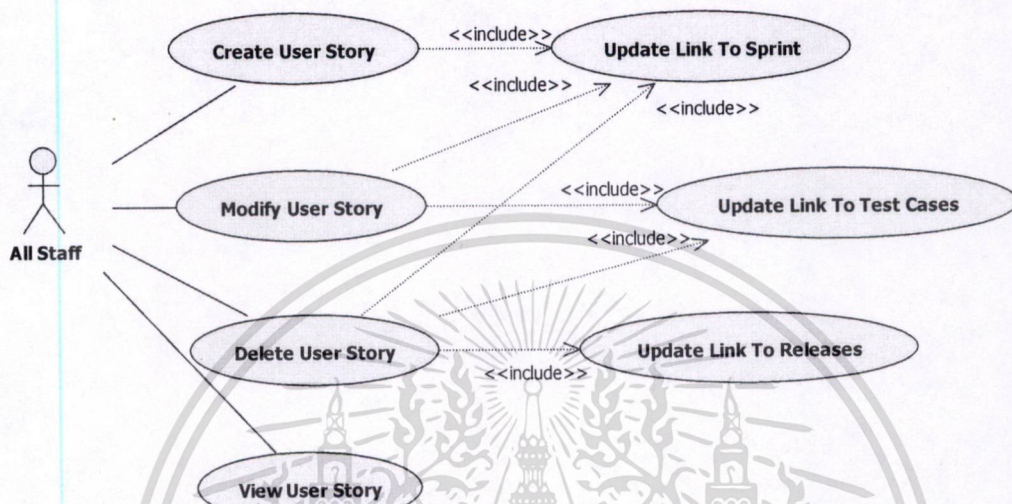 Create User Story
<<include>>
Update Link To Sprint
<<include>>
<<include>>
Modify User Story
<<include>>
Update Link To Test Cases
<<include>>
All Staff
Delete User Story
<<include>>
Update Link To Releases
View User Story